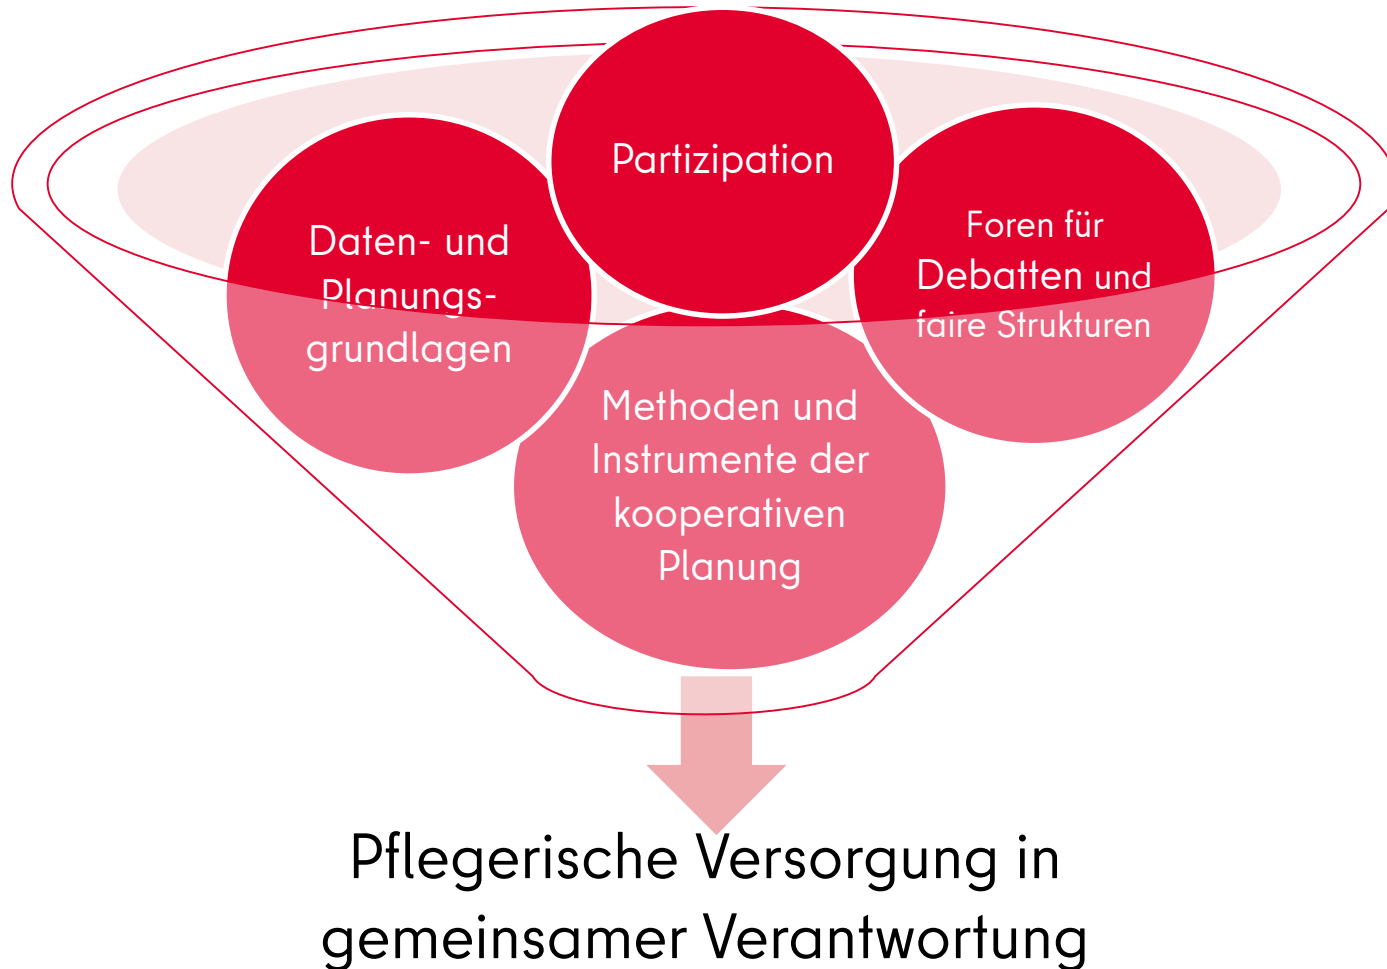 Partizipation
Daten- und
Planungs-
grundlagen
Foren für
Debatten und
faire Strukturen
Methoden und
Instrumente der
kooperativen
Planung
Pflegerische Versorgung in
gemeinsamer Verantwortung